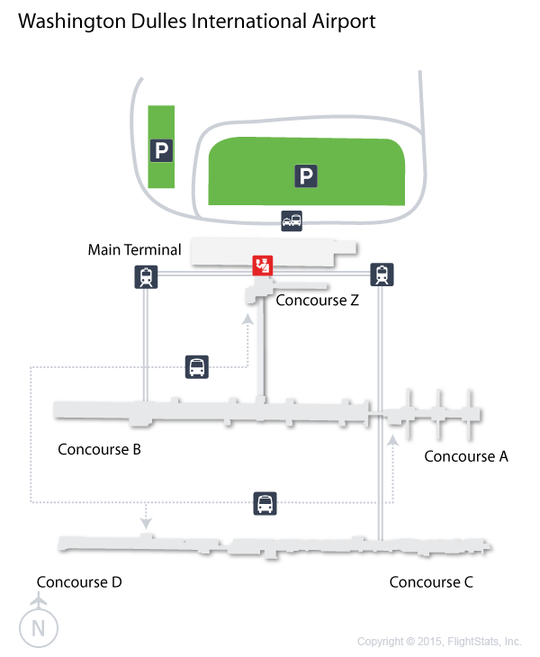 Washington Dulles International Airport
P
P
Main Terminal
Concourse Z
Concourse B
Concourse A
Concourse D
Concourse C
N
Copyright © 2015, FlightStats, Inc.